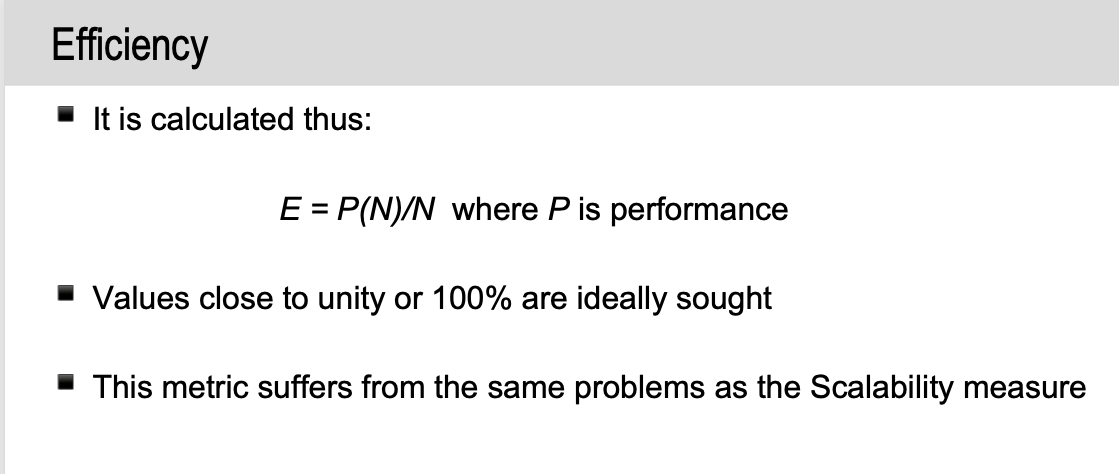 Efficiency
▪ It is calculated thus:
E = P(N)/N where P is performance
▪ Values close to unity or 100% are ideally sought
▪ This metric suffers from the same problems as the Scalability measure